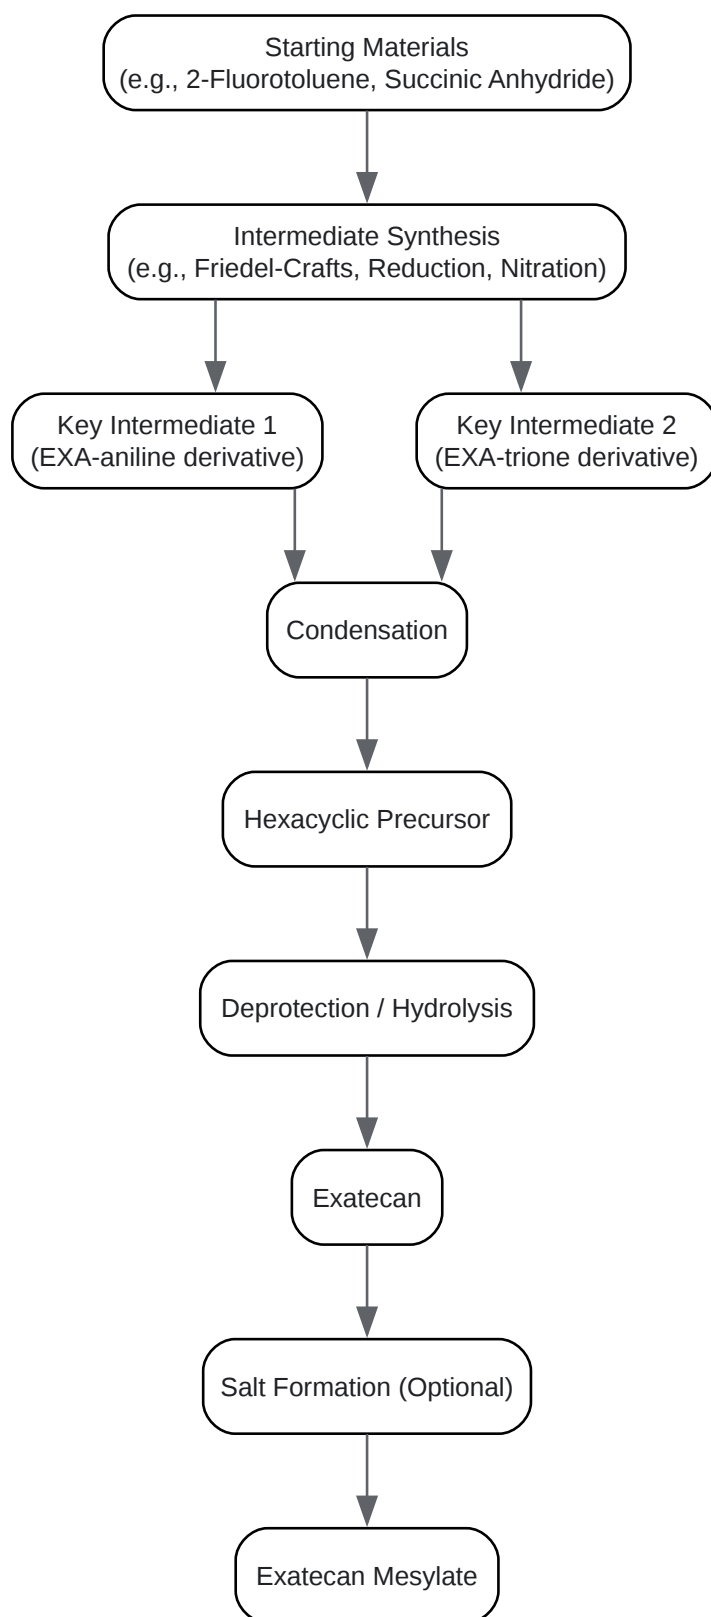 Starting Materials
(e.g., 2-Fluorotoluene, Succinic Anhydride)
Intermediate Synthesis
(e.g., Friedel-Crafts, Reduction, Nitration)
Key Intermediate 1
(EXA-aniline derivative)
Key Intermediate 2
(EXA-trione derivative)
Condensation
Hexacyclic Precursor
Deprotection / Hydrolysis
Exatecan
Salt Formation (Optional)
Exatecan Mesylate